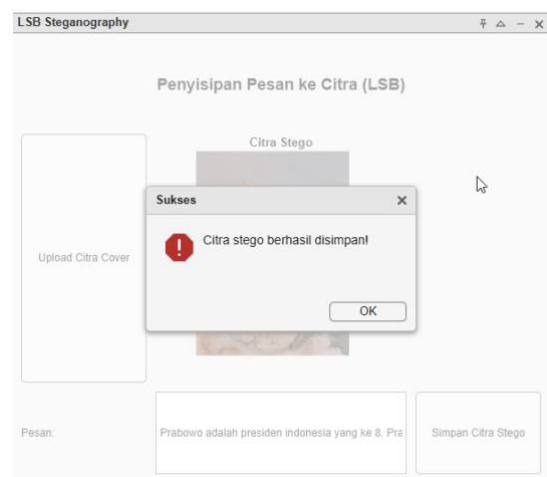 LSB Steganography
Penyisipan Pesan ke Citra (LSB)
Citra Stego
Sukses
Citra stego berhasil disimpan!
Upload Citra Cover
OK
Pesan:
Prabowo adalah presiden indonesia yang ke 8. Pra
Simpan Citra Stego